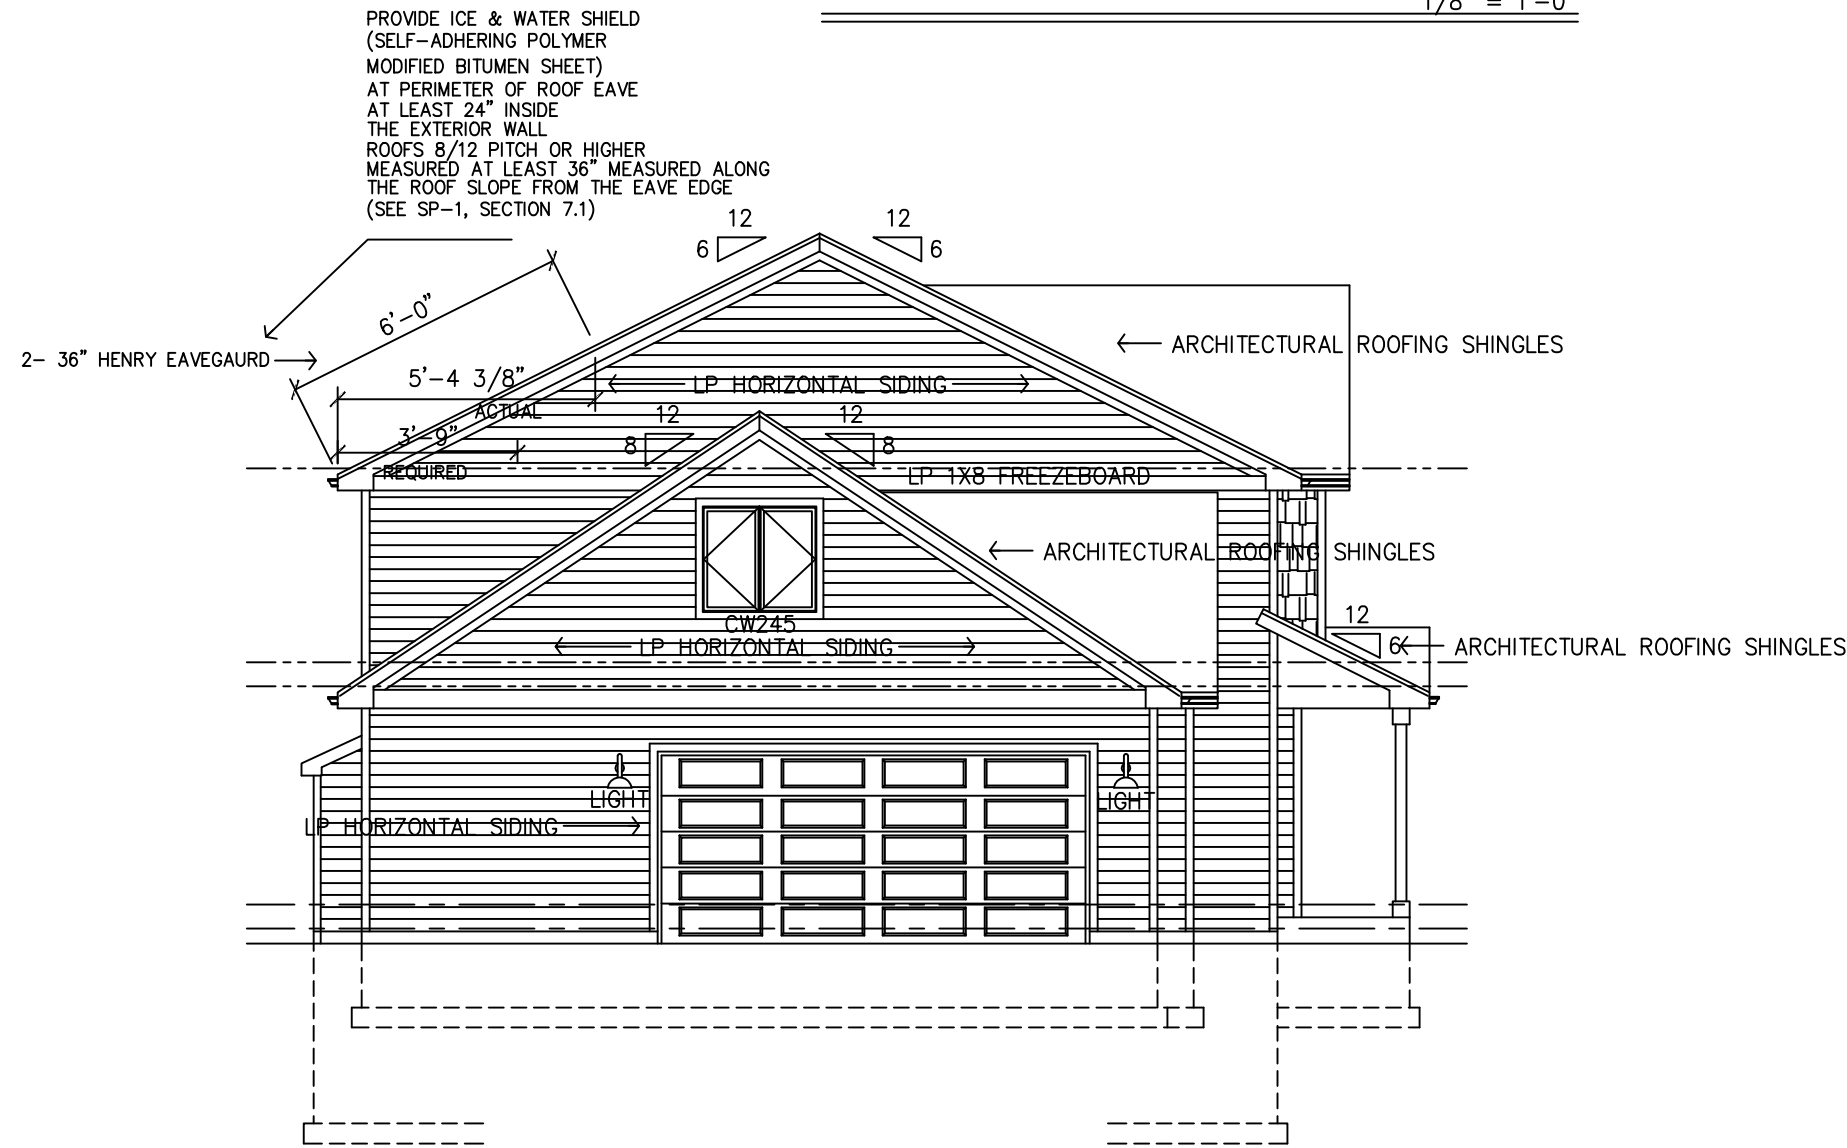 1/8" = 1'-0"
PROVIDE ICE & WATER SHIELD
(SELF-ADHERING POLYMER
MODIFIED BITUMEN SHEET)
AT PERIMETER OF ROOF EAVE
AT LEAST 24" INSIDE
THE EXTERIOR WALL
ROOFS 8/12 PITCH OR HIGHER
MEASURED AT LEAST 36" MEASURED ALONG
THE ROOF SLOPE FROM THE EAVE EDGE
(SEE SP-1, SECTION 7.1)
12
6
12
6
6'-0"
2- 36" HENRY EAVEGAURD
ARCHITECTURAL ROOFING SHINGLES
5'-4 3/8"
ACTUAL
LP HORIZONTAL SIDING
3'-9"
REQUIRED
12
8
12
8
LP 1X8 FREEZEBOARD
ARCHITECTURAL ROOFING SHINGLES
CW245
LP HORIZONTAL SIDING
12
6
ARCHITECTURAL ROOFING SHINGLES
LIGHT
LIGHT
LP HORIZONTAL SIDING